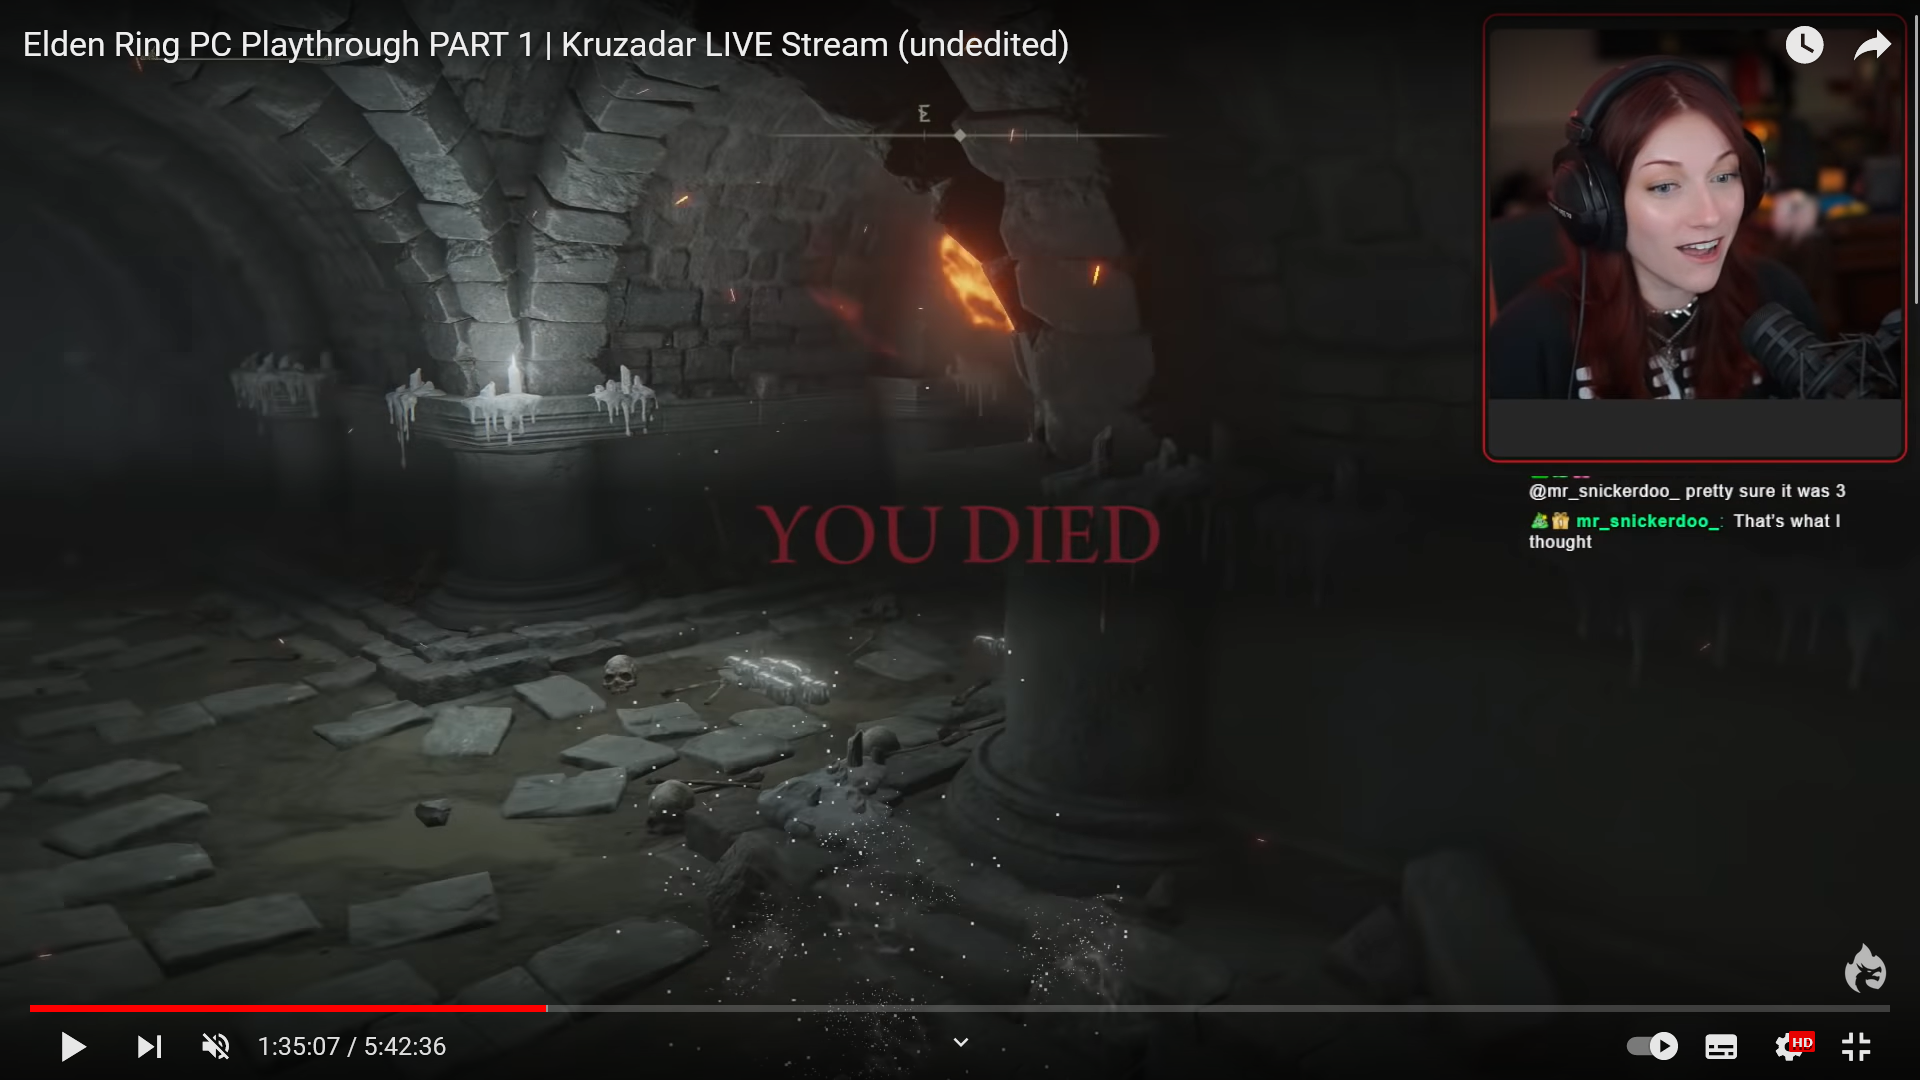 Elden Ring PC Playthrough PART 1 | Kruzadar LIVE Stream (undedited)
E
@mr_snickerdoo_ pretty sure it was 3
mr_snickerdoo_: That's what I
thought
YOU DIED
1:35:07 / 5:42:36
HD